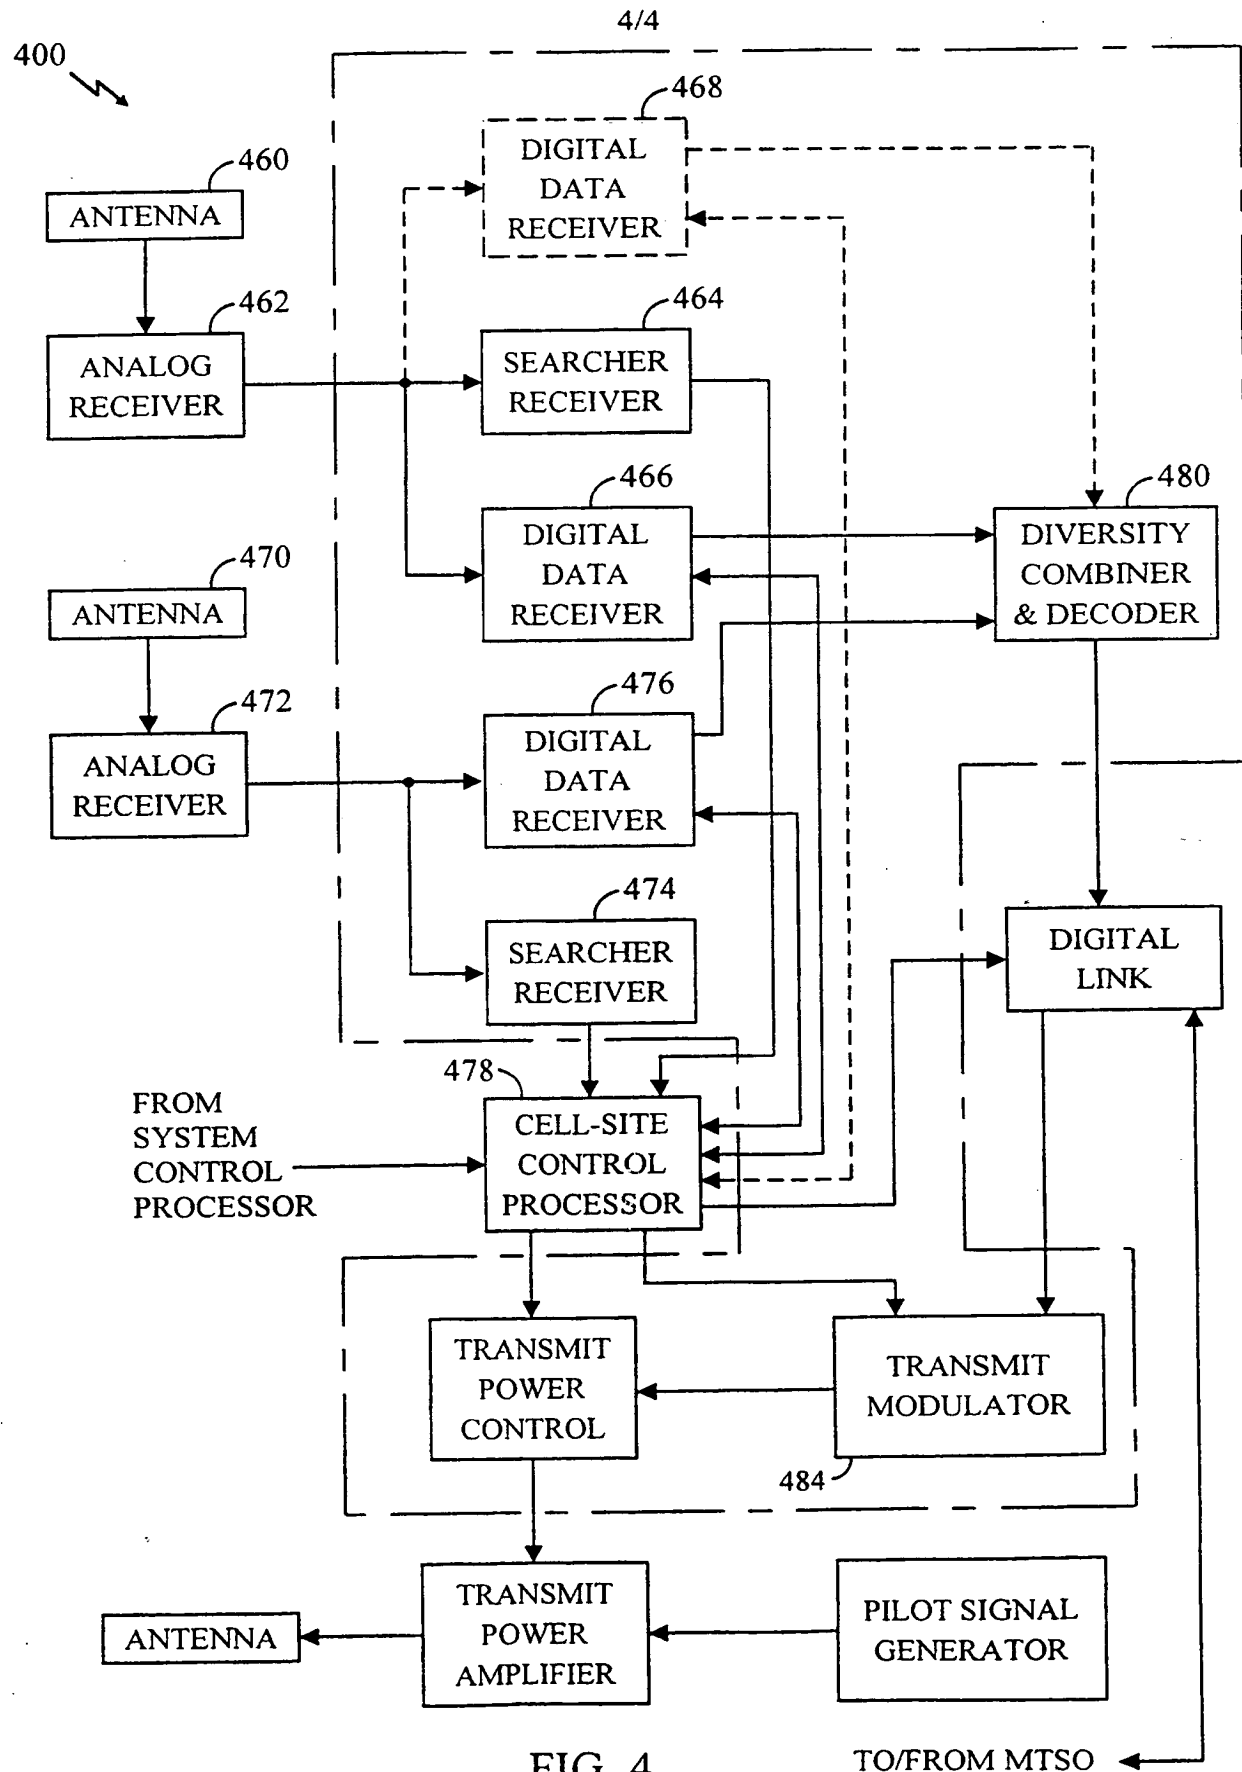 4/4
400
468
DIGITAL
DATA
RECEIVER
460
ANTENNA
462
ANALOG
RECEIVER
464
SEARCHER
RECEIVER
466
DIGITAL
DATA
RECEIVER
480
DIVERSITY
COMBINER
& DECODER
470
ANTENNA
472
ANALOG
RECEIVER
476
DIGITAL
DATA
RECEIVER
474
SEARCHER
RECEIVER
DIGITAL
LINK
478
CELL-SITE
CONTROL
PROCESSOR
FROM
SYSTEM
CONTROL
PROCESSOR
TRANSMIT
POWER
CONTROL
TRANSMIT
MODULATOR
484
TRANSMIT
POWER
AMPLIFIER
PILOT SIGNAL
GENERATOR
ANTENNA
FIG. 4
TO/FROM MTSO